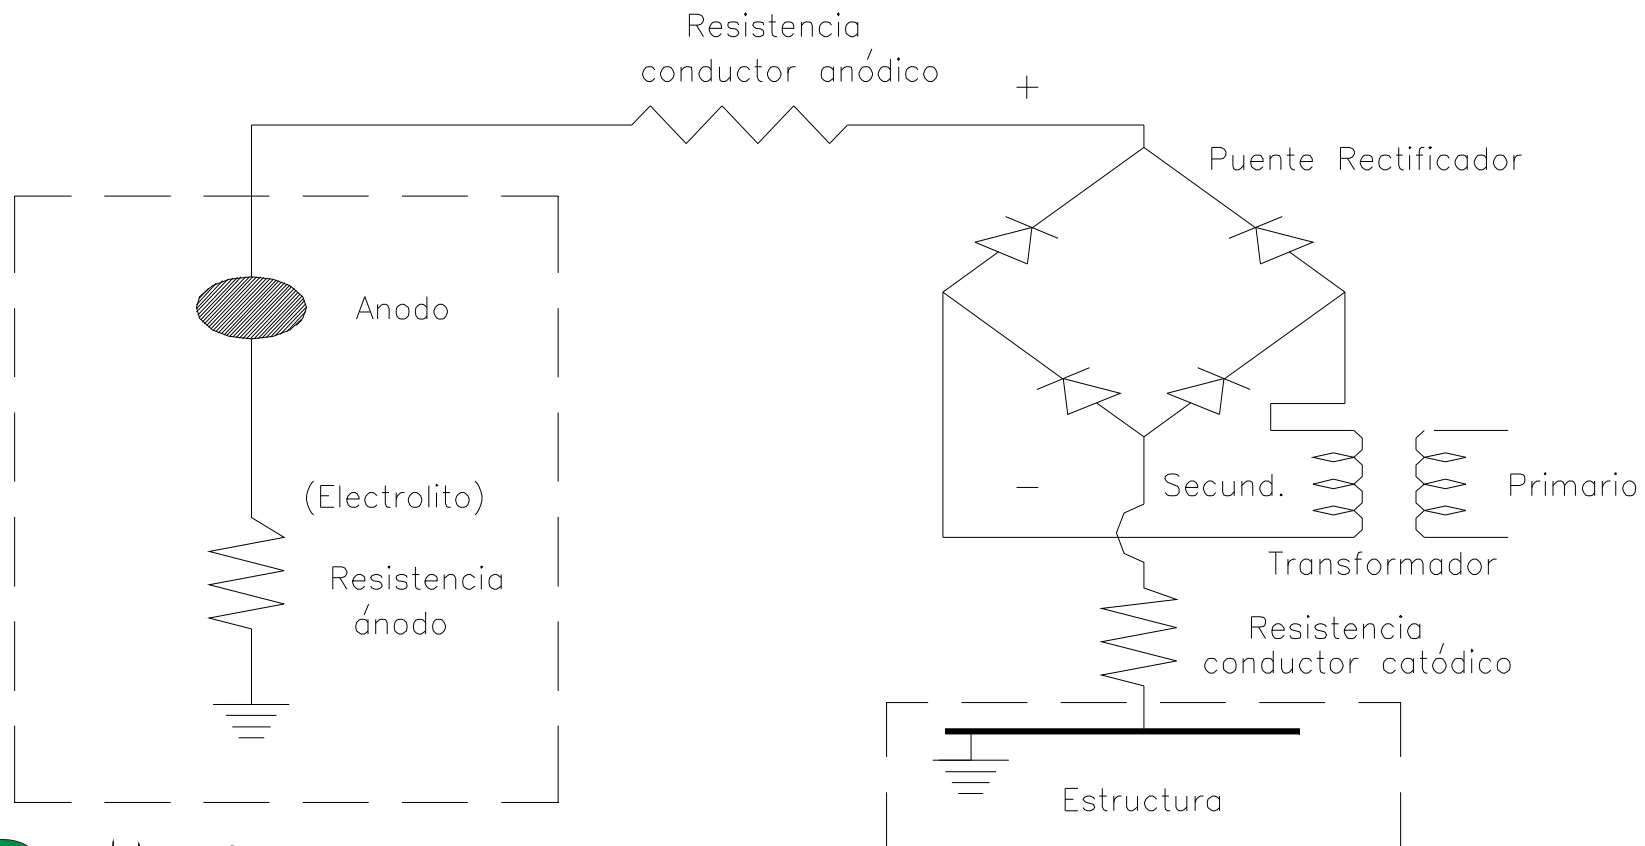 Resistencia
conductor anódico
+
Puente Rectificador
Anodo
(Electrolito)
–
Secund.
Primario
Resistencia
ánodo
Transformador
Resistencia
conductor catódico
Estructura